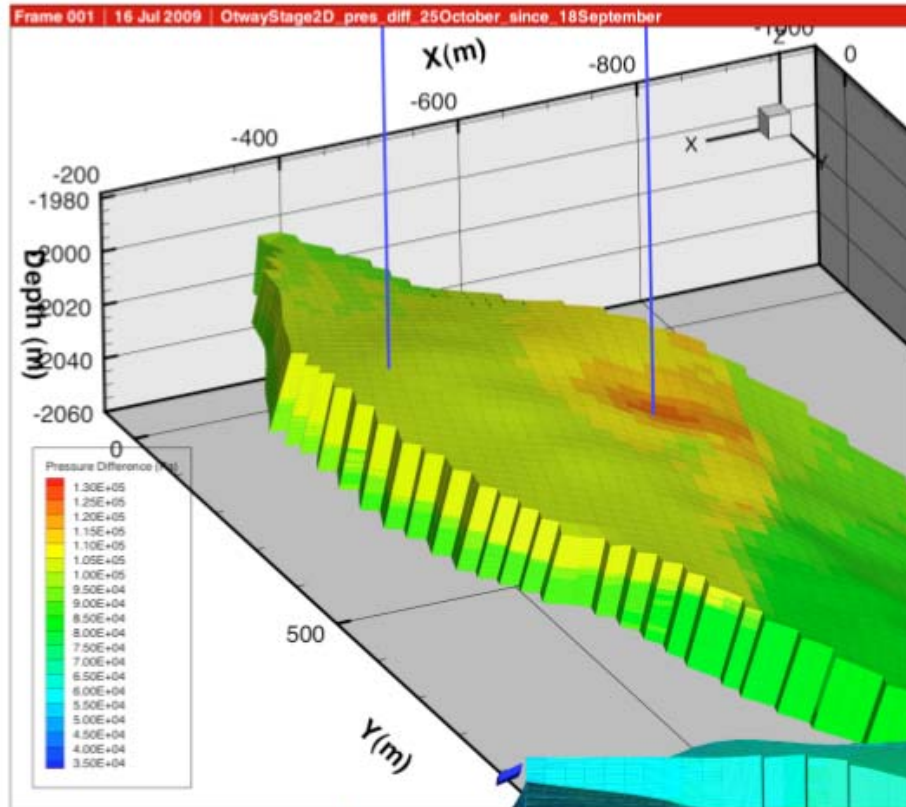 Frame 001 | 16 Jul 2009 | OtwayStage2D_pres_diff_25October_since_18September
X(m)
-1000
-800
-600
-400
-200
0
Z
X
Y
Depth (m)
-1980
-2000
-2020
-2040
-2060
0
500
Y(m)
Pressure Difference (Pa)
1.30E+05
1.25E+05
1.20E+05
1.15E+05
1.10E+05
1.05E+05
1.00E+05
9.50E+04
9.00E+04
8.50E+04
8.00E+04
7.50E+04
7.00E+04
6.50E+04
6.00E+04
5.50E+04
5.00E+04
4.50E+04
4.00E+04
3.50E+04